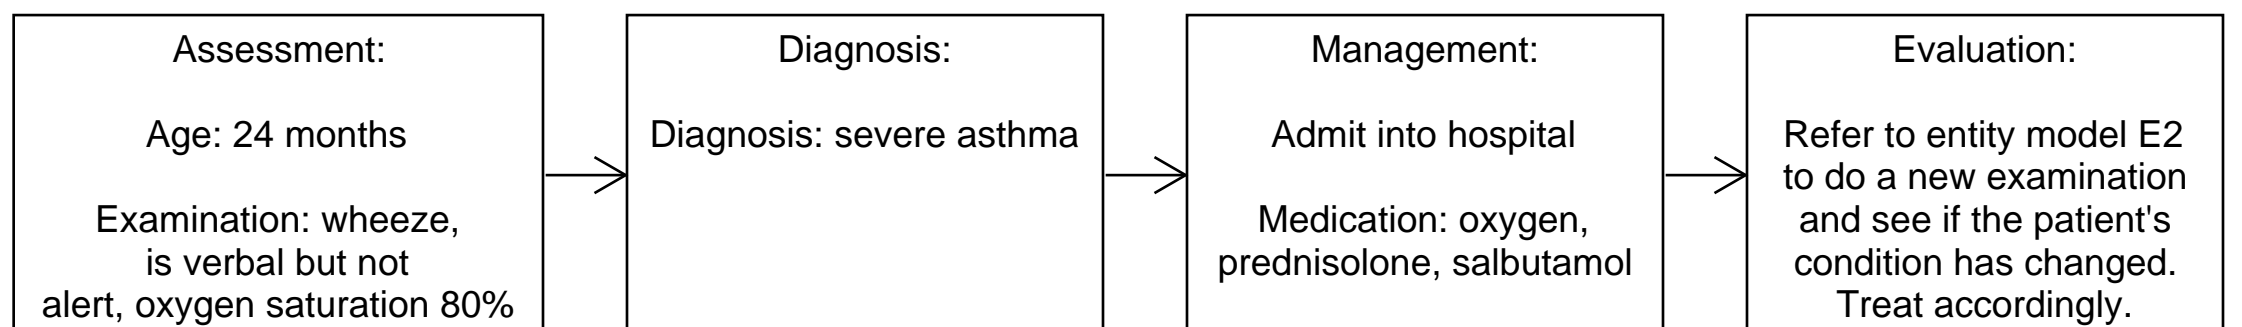 Assessment:
Age: 24 months
Examination: wheeze,
is verbal but not
alert, oxygen saturation 80%
Diagnosis:
Diagnosis: severe asthma
Management:
Admit into hospital
Medication: oxygen,
prednisolone, salbutamol
Evaluation:
Refer to entity model E2
to do a new examination
and see if the patient's
condition has changed.
Treat accordingly.